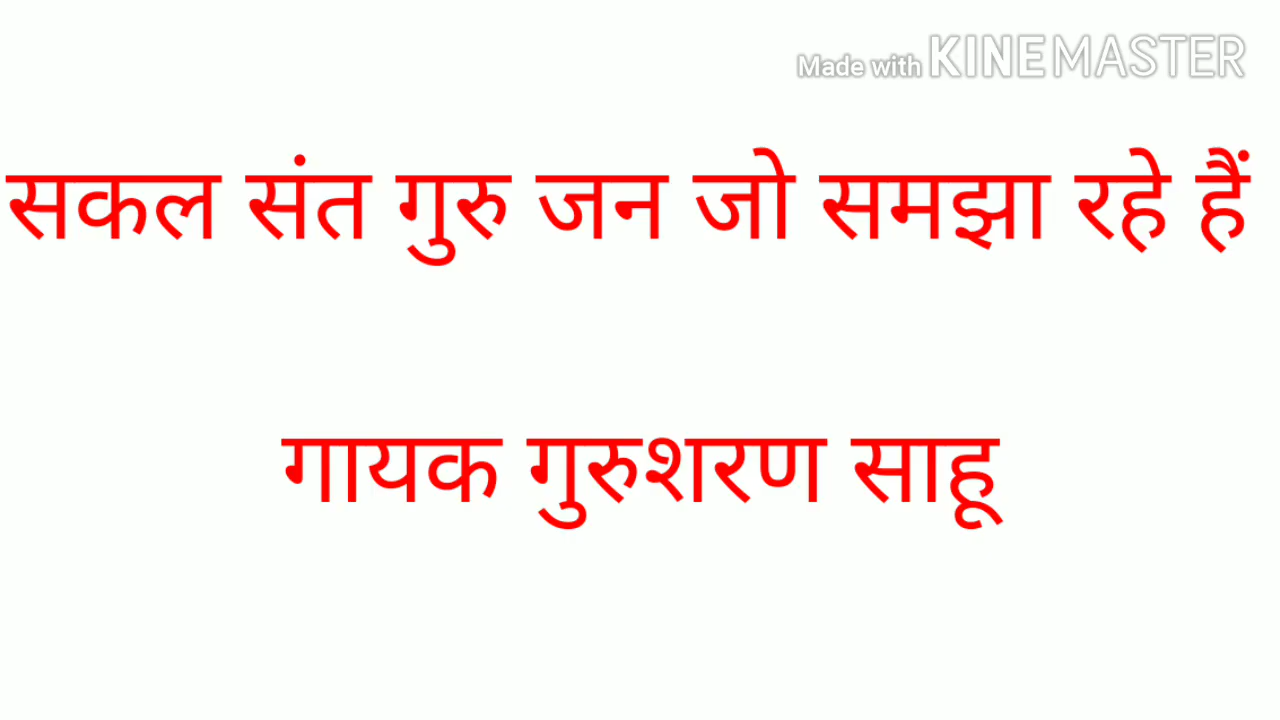 Made with KINEMASTER
सकल संत गुरु जन जो समझा रहे हैं
गायक गुरुशरण साहू